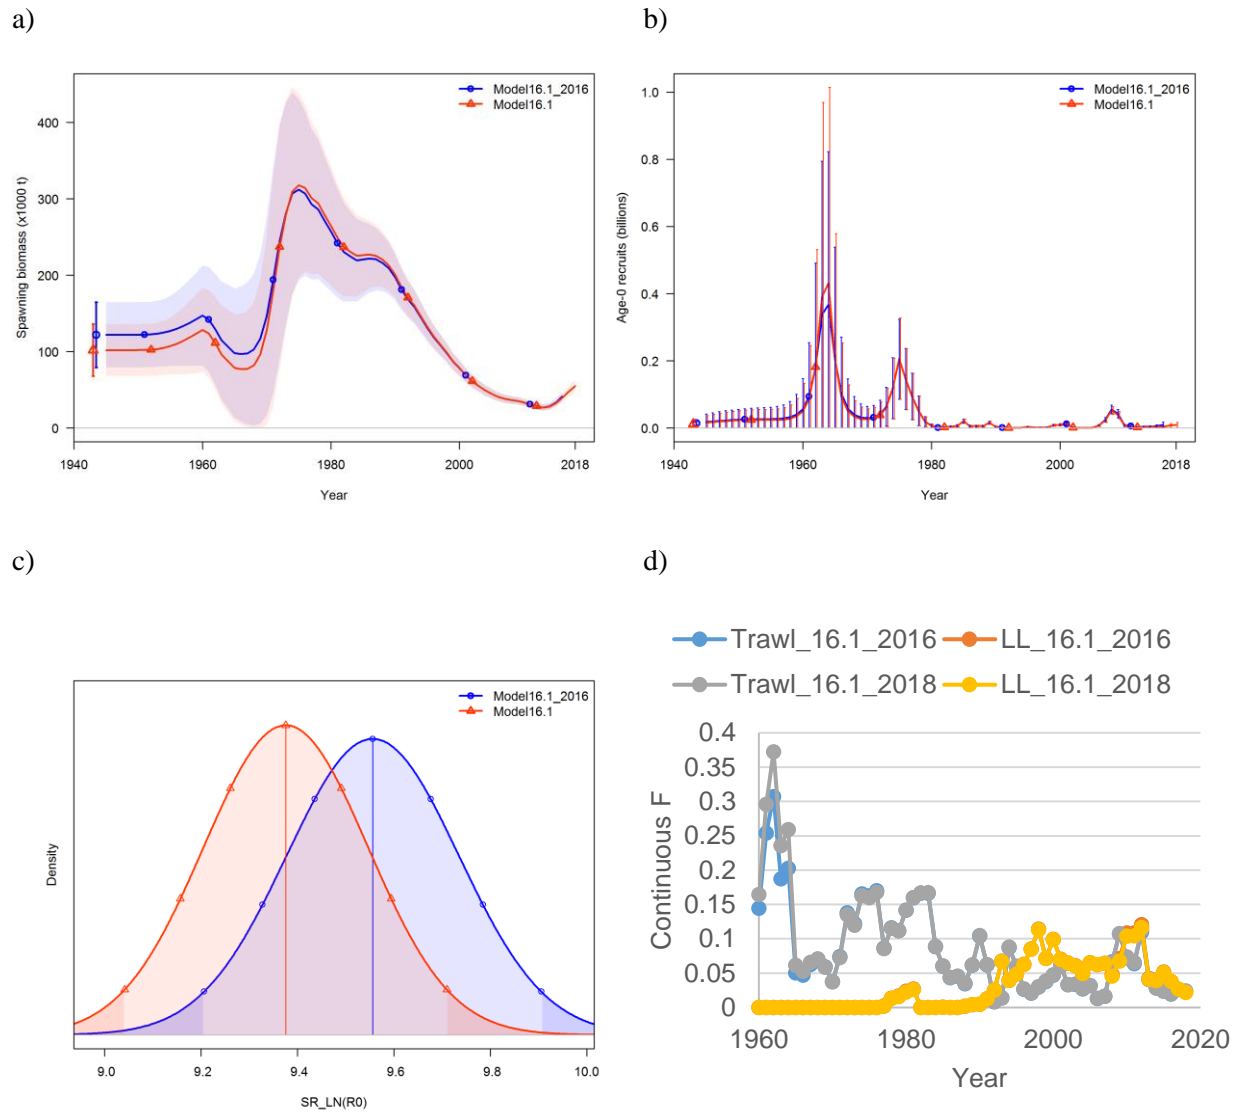 a)
b)
Model16.1_2016
Model16.1
400
300
200
100
0
Spawning biomass (x1000 t)
1940
1960
1980
2000
2018
Year
Model16.1_2016
Model16.1
1.0
0.8
0.6
0.4
0.2
0.0
Age-0 recruits (billions)
1940
1960
1980
2000
2018
Year
c)
d)
Model16.1_2016
Model16.1
Density
9.0
9.2
9.4
9.6
9.8
10.0
SR_LN(R0)
Trawl_16.1_2016
LL_16.1_2016
Trawl_16.1_2018
LL_16.1_2018
0.4
0.35
0.3
0.25
0.2
0.15
0.1
0.05
0
Continuous F
1960
1980
2000
2020
Year